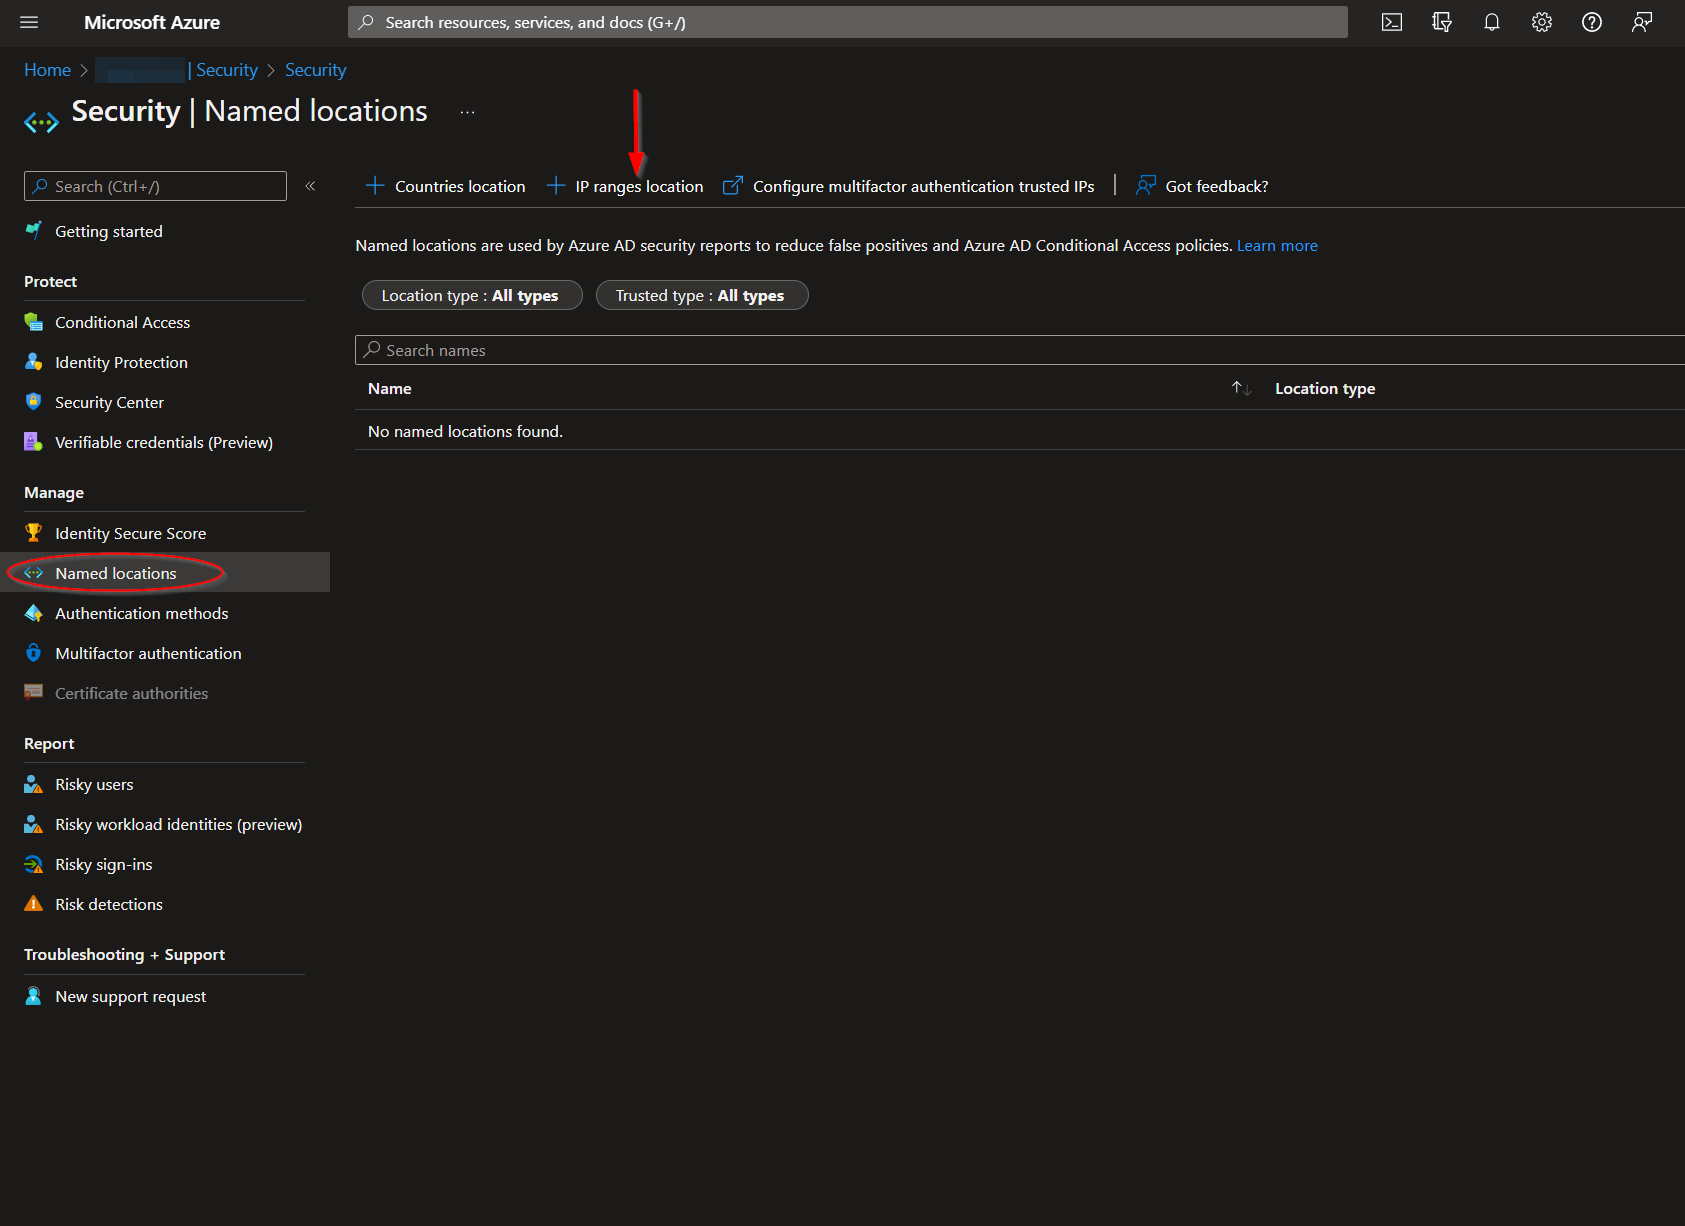 Microsoft Azure
Search resources, services, and docs (G+/)
Home > | Security > Security
Security | Named locations ...
Search (Ctrl+/) «
Getting started
Protect
Conditional Access
Identity Protection
Security Center
Verifiable credentials (Preview)
Manage
Identity Secure Score
Named locations
Authentication methods
Multifactor authentication
Certificate authorities
Report
Risky users
Risky workload identities (preview)
Risky sign-ins
Risk detections
Troubleshooting + Support
New support request
+ Countries location + IP ranges location Configure multifactor authentication trusted IPs | Got feedback?
Named locations are used by Azure AD security reports to reduce false positives and Azure AD Conditional Access policies. Learn more
Location type : All types Trusted type : All types
Search names
Name ↑↓ Location type
No named locations found.